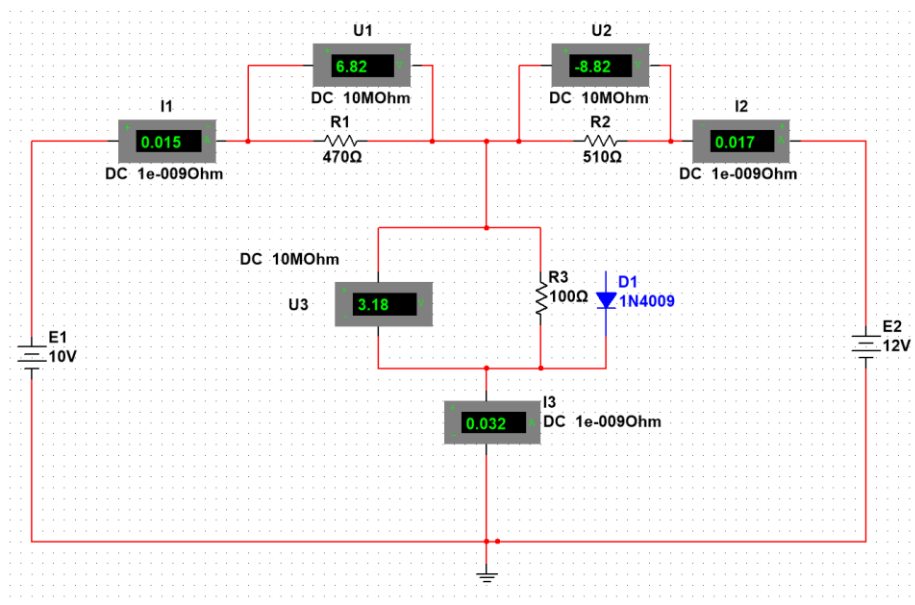 U1
U2
6.82
-8.82
DC 10MOhm
DC 10MOhm
I1
I2
R1
R2
0.015
0.017
470Ω
510Ω
DC 1e-009Ohm
DC 1e-009Ohm
DC 10MOhm
R3
D1
100Ω
1N4009
U3
3.18
E1
10V
E2
12V
I3
0.032
DC 1e-009Ohm